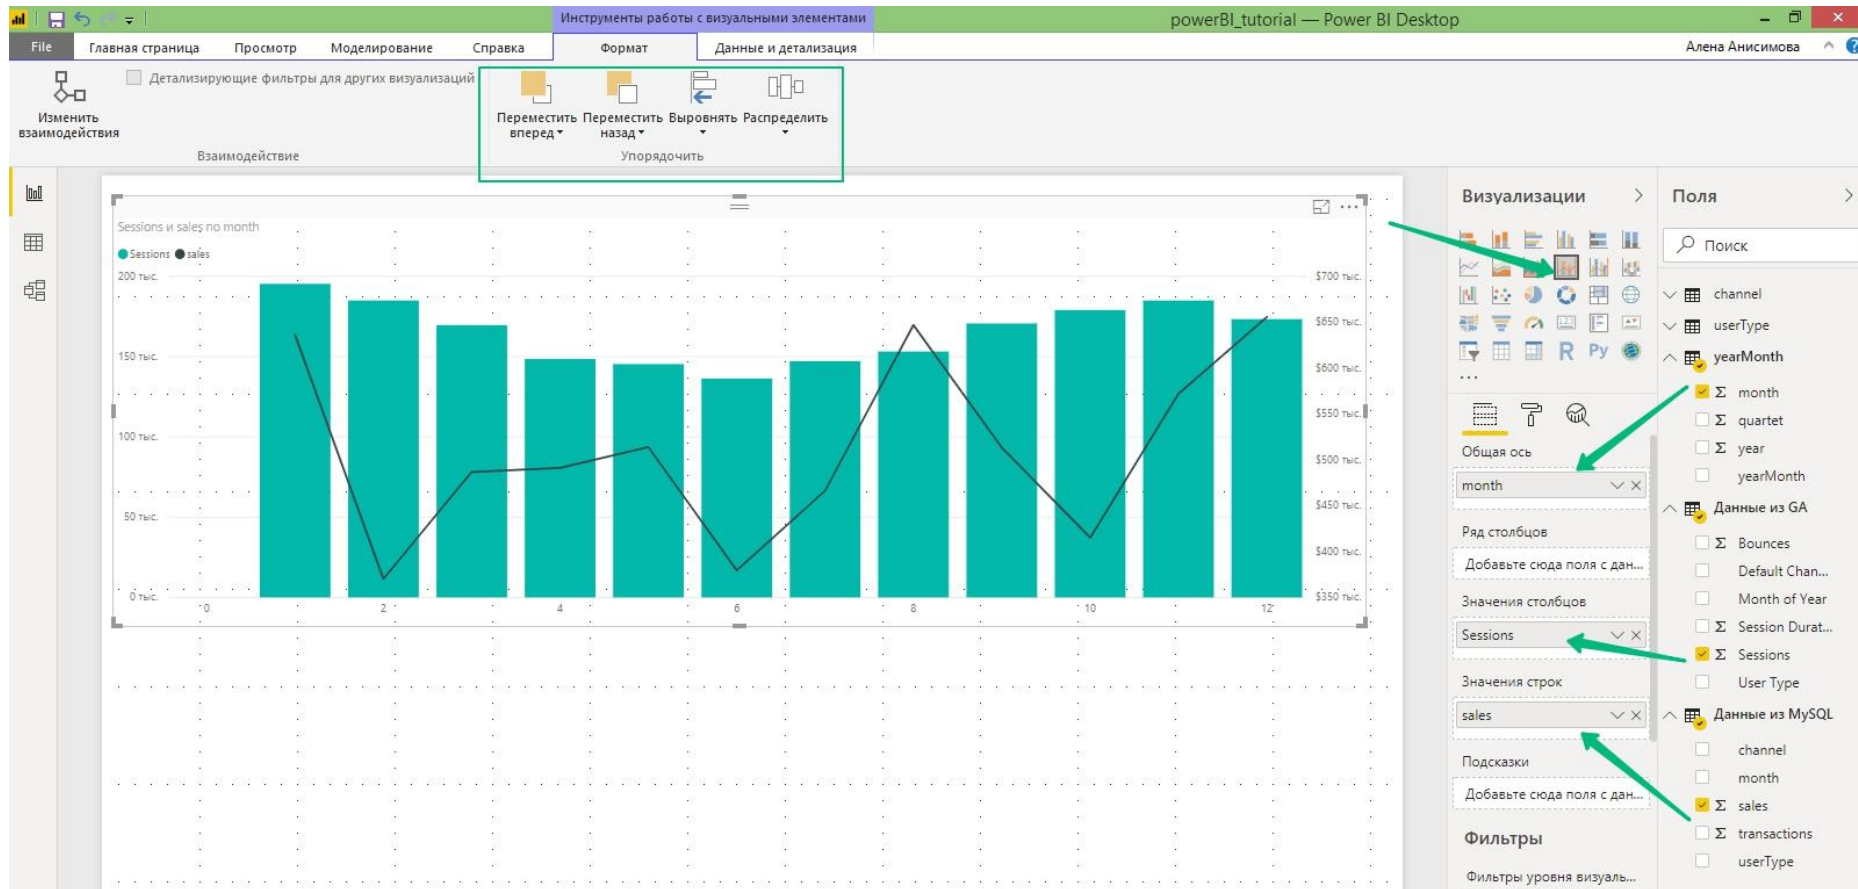 Инструменты работы с визуальными элементами
powerBI_tutorial — Power BI Desktop
File
Главная страница
Просмотр
Моделирование
Справка
Формат
Данные и детализация
Алена Анисимова
Изменить
взаимодействия
Детализирующие фильтры для других визуализаций
Взаимодействие
Переместить
вперед
Переместить
назад
Выровнять
Распределить
Упорядочить
Sessions и sales по month
Sessions
sales
200 тыс.
150 тыс.
100 тыс.
50 тыс.
0 тыс.
$700 тыс.
$650 тыс.
$600 тыс.
$550 тыс.
$500 тыс.
$450 тыс.
$400 тыс.
$350 тыс.
0
2
4
6
8
10
12
Визуализации
R
Py
...
Общая ось
month
Ряд столбцов
Добавьте сюда поля с дан...
Значения столбцов
Sessions
Значения строк
sales
Подсказки
Добавьте сюда поля с дан...
Фильтры
Фильтры уровня визуаль...
Поля
Поиск
channel
userType
yearMonth
Σ month
Σ quartet
Σ year
yearMonth
Данные из GA
Σ Bounces
Default Chan...
Month of Year
Σ Session Durat...
Σ Sessions
User Type
Данные из MySQL
channel
month
Σ sales
Σ transactions
userType